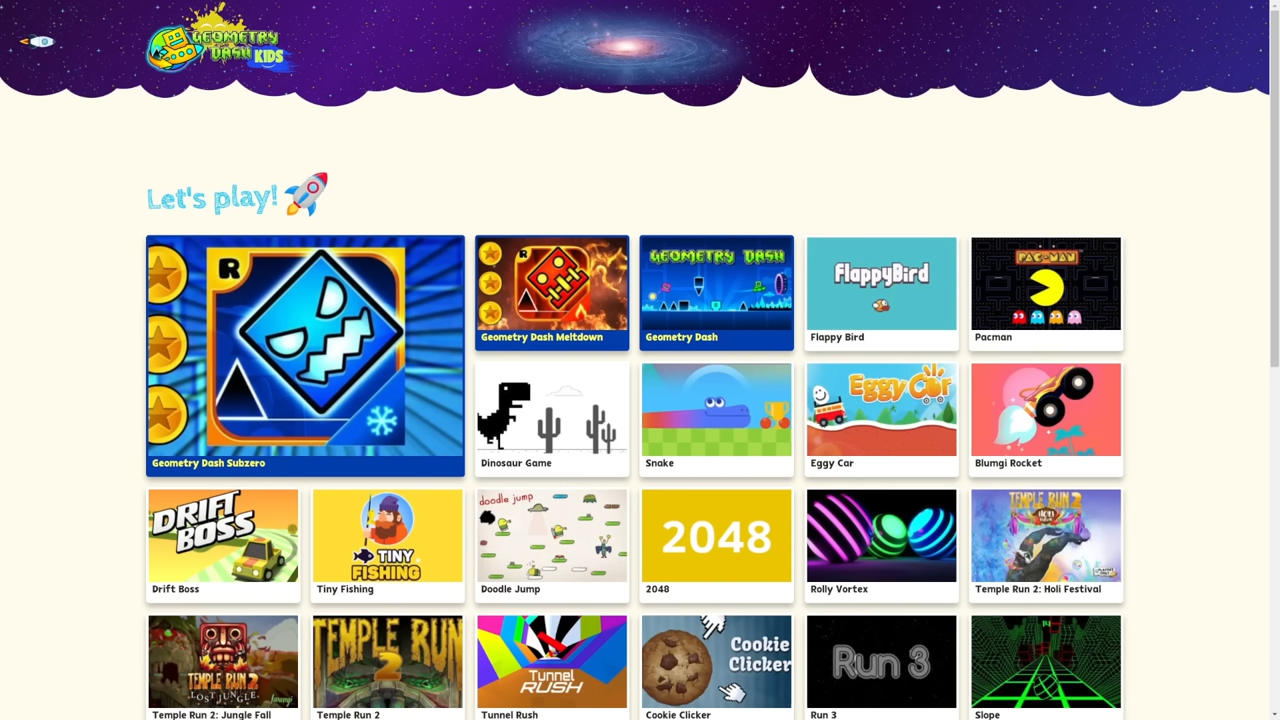 GEOMETRY
DASH KIDS
Let's play!
R
Geometry Dash Subzero
R
Geometry Dash Meltdown
GEOMETRY DASH
Geometry Dash
FlappyBird
Flappy Bird
PAC-MAN
Pacman
Dinosaur Game
Snake
Eggy Car
Eggy Car
Blumgi Rocket
DRIFT
BOSS
Drift Boss
TINY
FISHING
Tiny Fishing
doodle jump
Doodle Jump
2048
2048
Rolly Vortex
TEMPLE RUN 2
HOLI
Temple Run 2: Holi Festival
TEMPLE RUN 2
LOST JUNGLE
Temple Run 2: Jungle Fall
TEMPLE RUN
2
Temple Run 2
Tunnel
RUSH
Tunnel Rush
Cookie
Clicker
Cookie Clicker
Run 3
Run 3
Slope